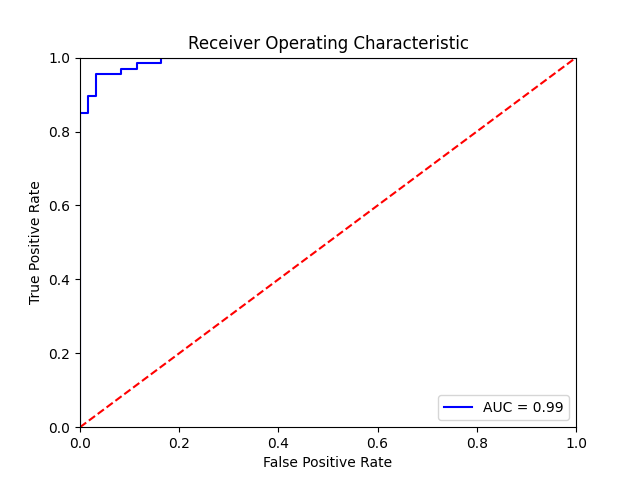 Receiver Operating Characteristic
1.0
0.8
0.6
0.4
0.2
0.0
True Positive Rate
AUC = 0.99
0.0 0.2 0.4 0.6 0.8 1.0
False Positive Rate